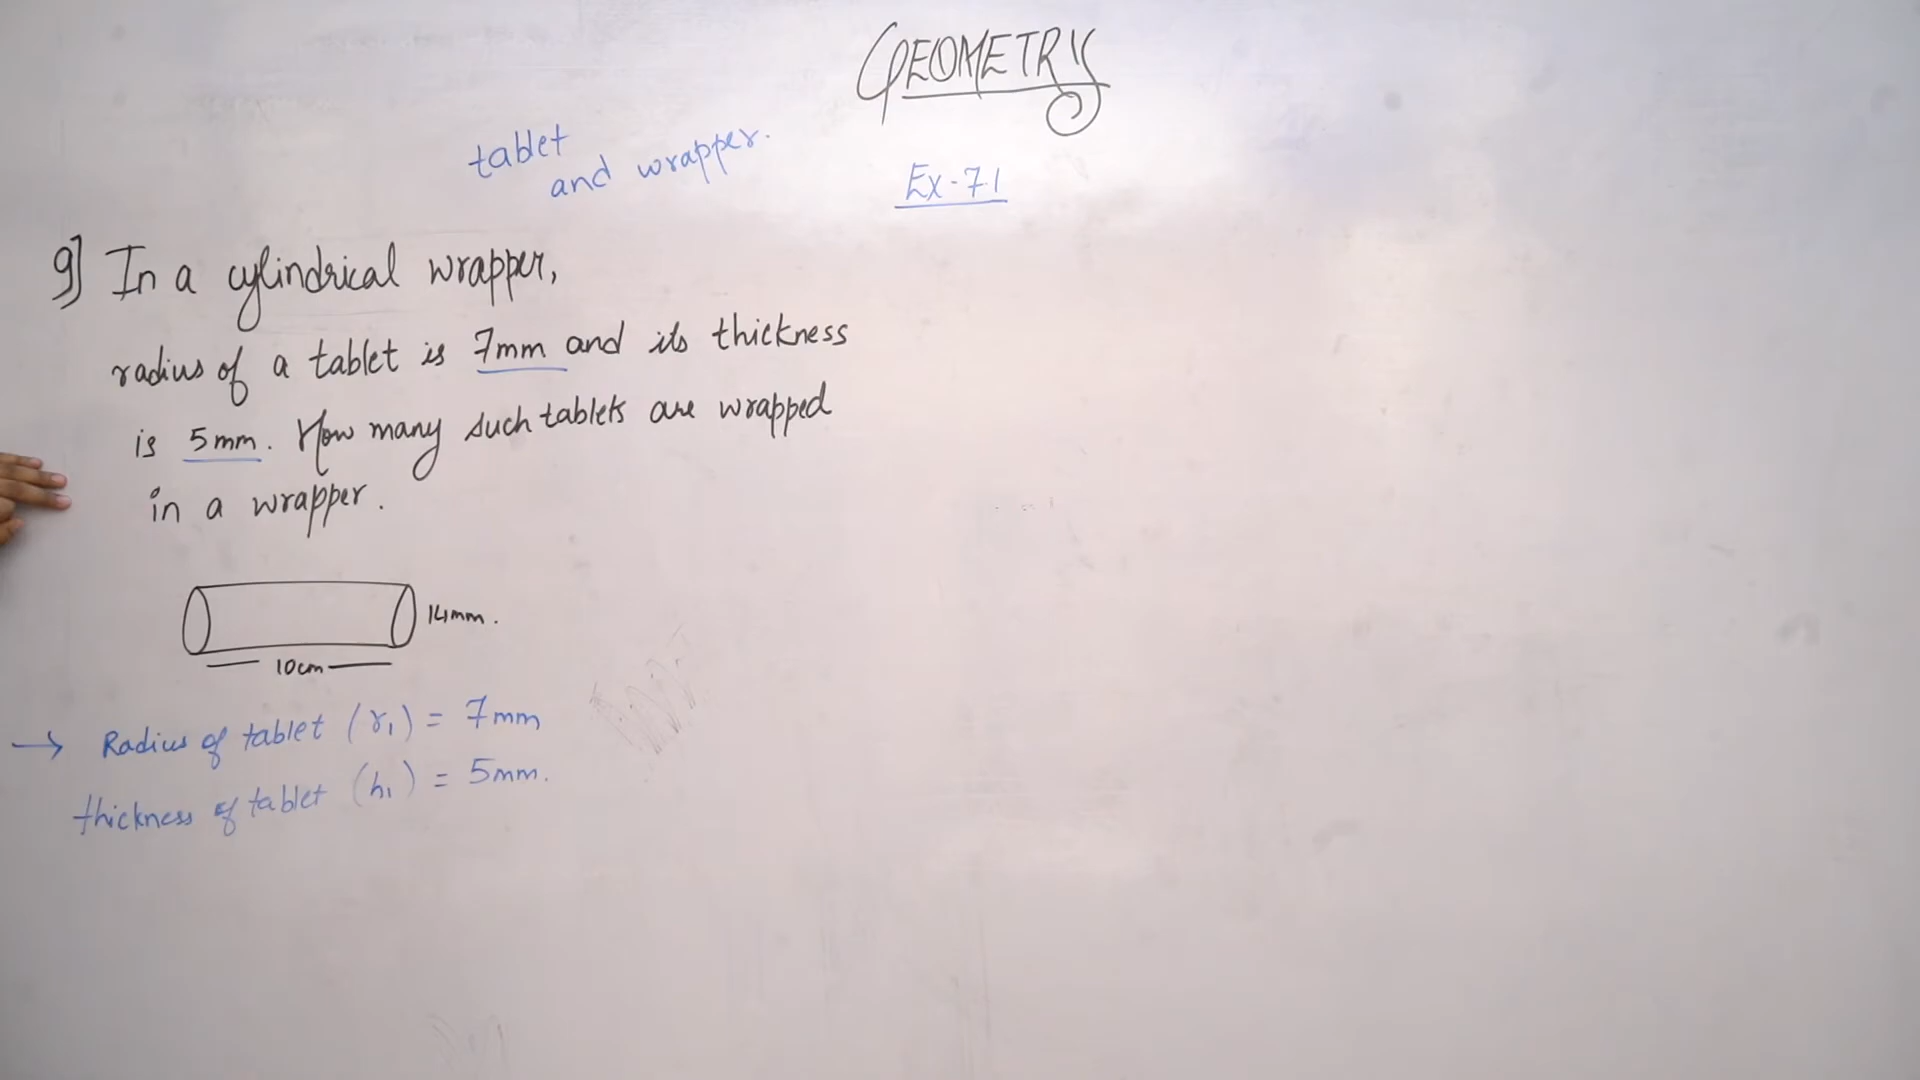 GEOMETRY
tablet
and wrapper.
Ex-7.1
9] In a cylindrical wrapper,
radius of a tablet is 7mm and its thickness
is 5mm. How many such tablets are wrapped
in a wrapper.
14mm.
10cm
→ Radius of tablet (r₁) = 7mm
thickness of tablet (h₁) = 5mm.